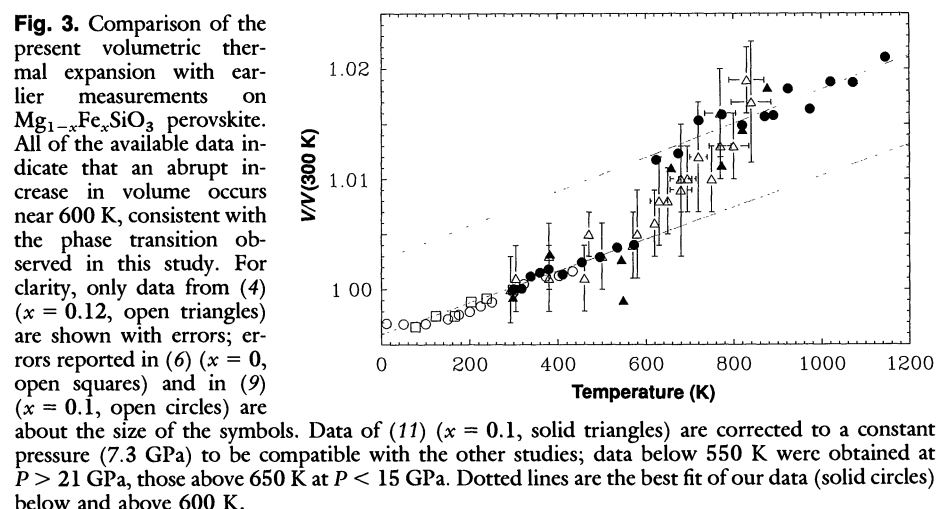 Fig. 3. Comparison of the
present volumetric ther-
mal expansion with ear-
lier measurements on
Mg₁₋ₓFeₓSiO₃ perovskite.
All of the available data in-
dicate that an abrupt in-
crease in volume occurs
near 600 K, consistent with
the phase transition ob-
served in this study. For
clarity, only data from (4)
(x = 0.12, open triangles)
are shown with errors; er-
rors reported in (6) (x = 0,
open squares) and in (9)
(x = 0.1, open circles) are
about the size of the symbols. Data of (11) (x = 0.1, solid triangles) are corrected to a constant
pressure (7.3 GPa) to be compatible with the other studies; data below 550 K were obtained at
P > 21 GPa, those above 650 K at P < 15 GPa. Dotted lines are the best fit of our data (solid circles)
below and above 600 K.
1.02
1.01
1 00
V/V(300 K)
0 200 400 600 800 1000 1200
Temperature (K)